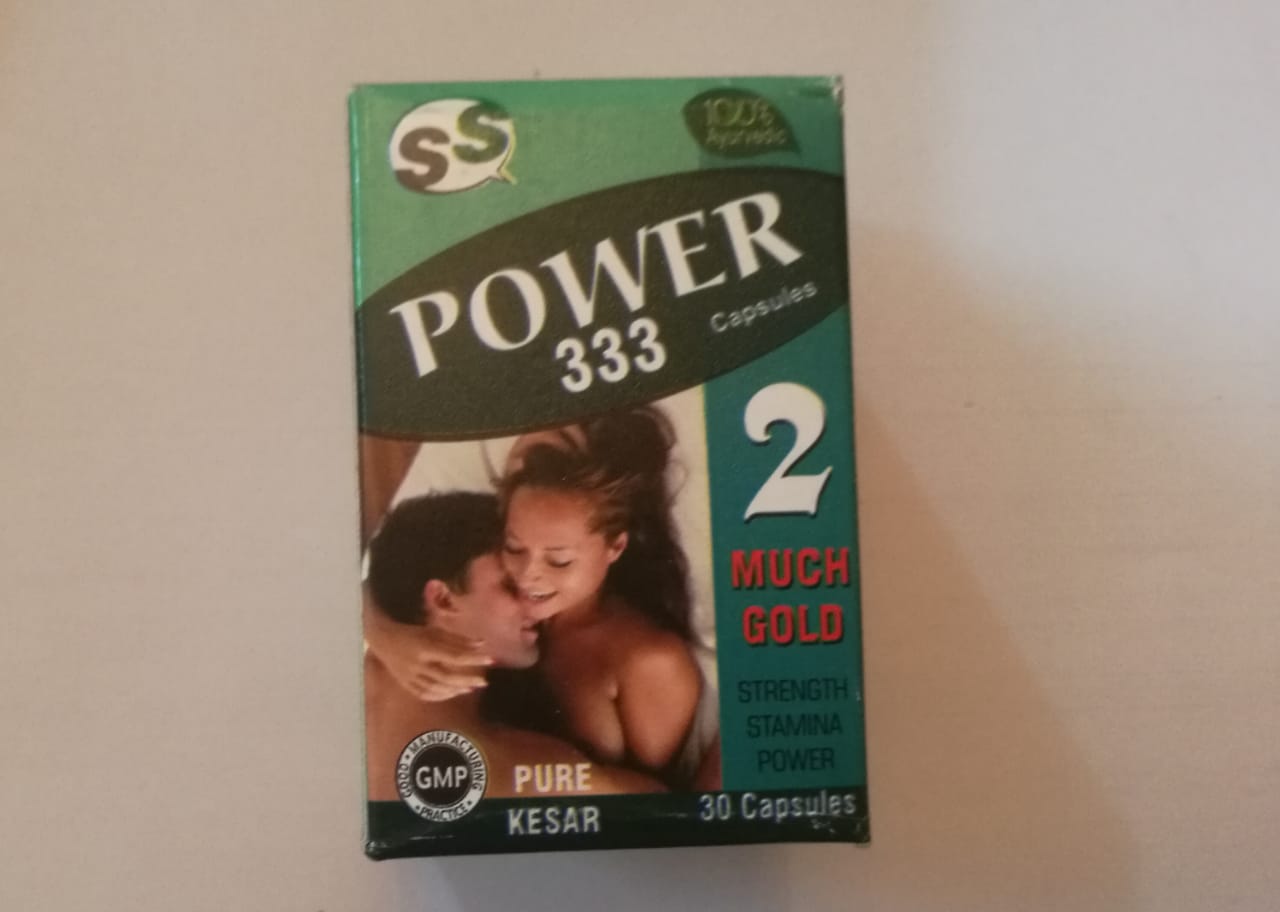 SS
100%
Ayurvedic
POWER
333
Capsules
2
MUCH
GOLD
STRENGTH
STAMINA
POWER
GOOD MANUFACTURING PRACTICE
GMP
PURE
KESAR
30 Capsules